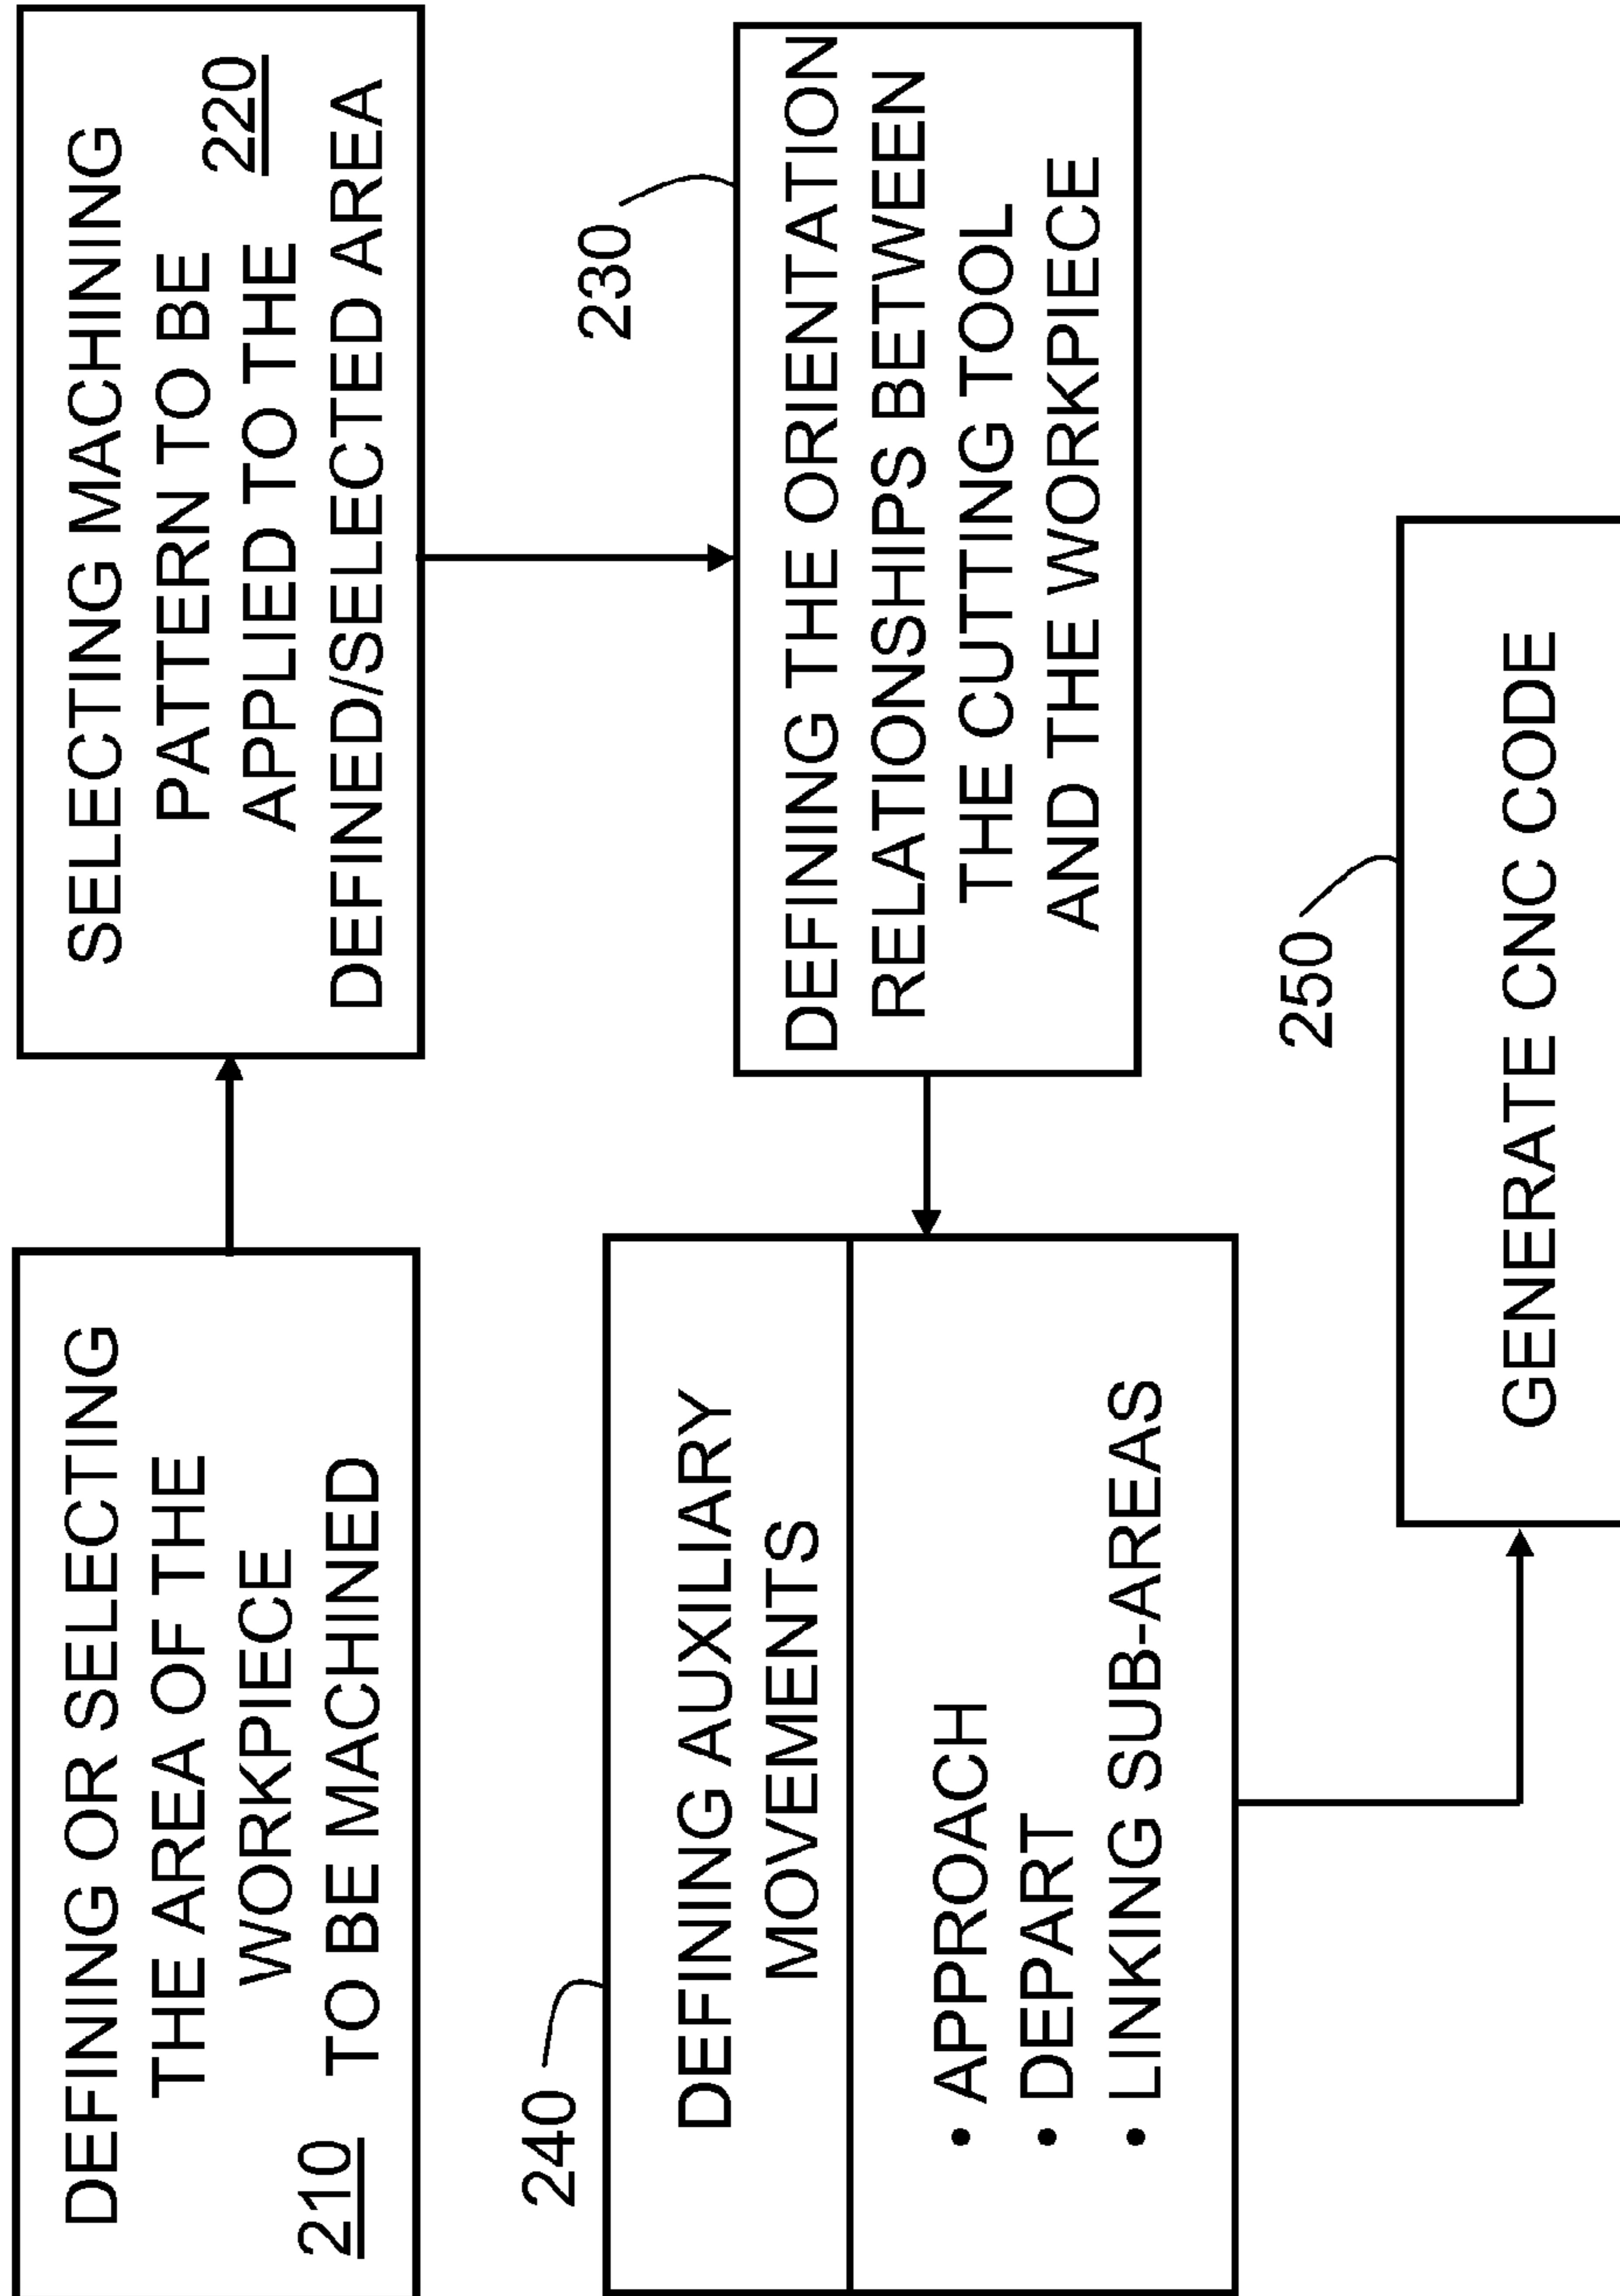 DEFINING OR SELECTING
THE AREA OF THE
WORKPIECE
TO BE MACHINED
210
SELECTING MACHINING
PATTERN TO BE
APPLIED TO THE
DEFINED/SELECTED AREA
220
230
DEFINING THE ORIENTATION
RELATIONSHIPS BETWEEN
THE CUTTING TOOL
AND THE WORKPIECE
240
DEFINING AUXILIARY
MOVEMENTS
• APPROACH
• DEPART
• LINKING SUB-AREAS
250
GENERATE CNC CODE